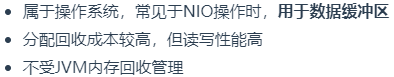 • 属于操作系统，常见于NIO操作时，用于数据缓冲区
• 分配回收成本较高，但读写性能高
• 不受JVM内存回收管理